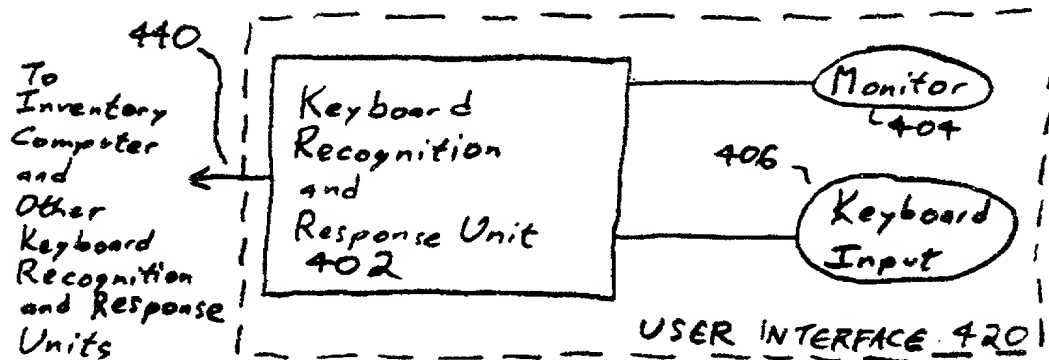 440
To
Inventory
Computer
and
Other
Keyboard
Recognition
and Response
Units
Keyboard
Recognition
and
Response Unit
402
Monitor
404
406
Keyboard
Input
USER INTERFACE 420